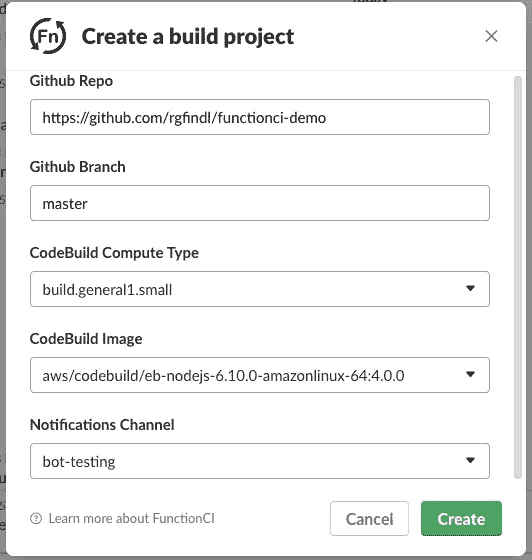 Fn
Create a build project
Github Repo
https://github.com/rgfindl/functionci-demo
Github Branch
master
CodeBuild Compute Type
build.general1.small
CodeBuild Image
aws/codebuild/eb-nodejs-6.10.0-amazonlinux-64:4.0.0
Notifications Channel
bot-testing
Learn more about FunctionCI
Cancel
Create